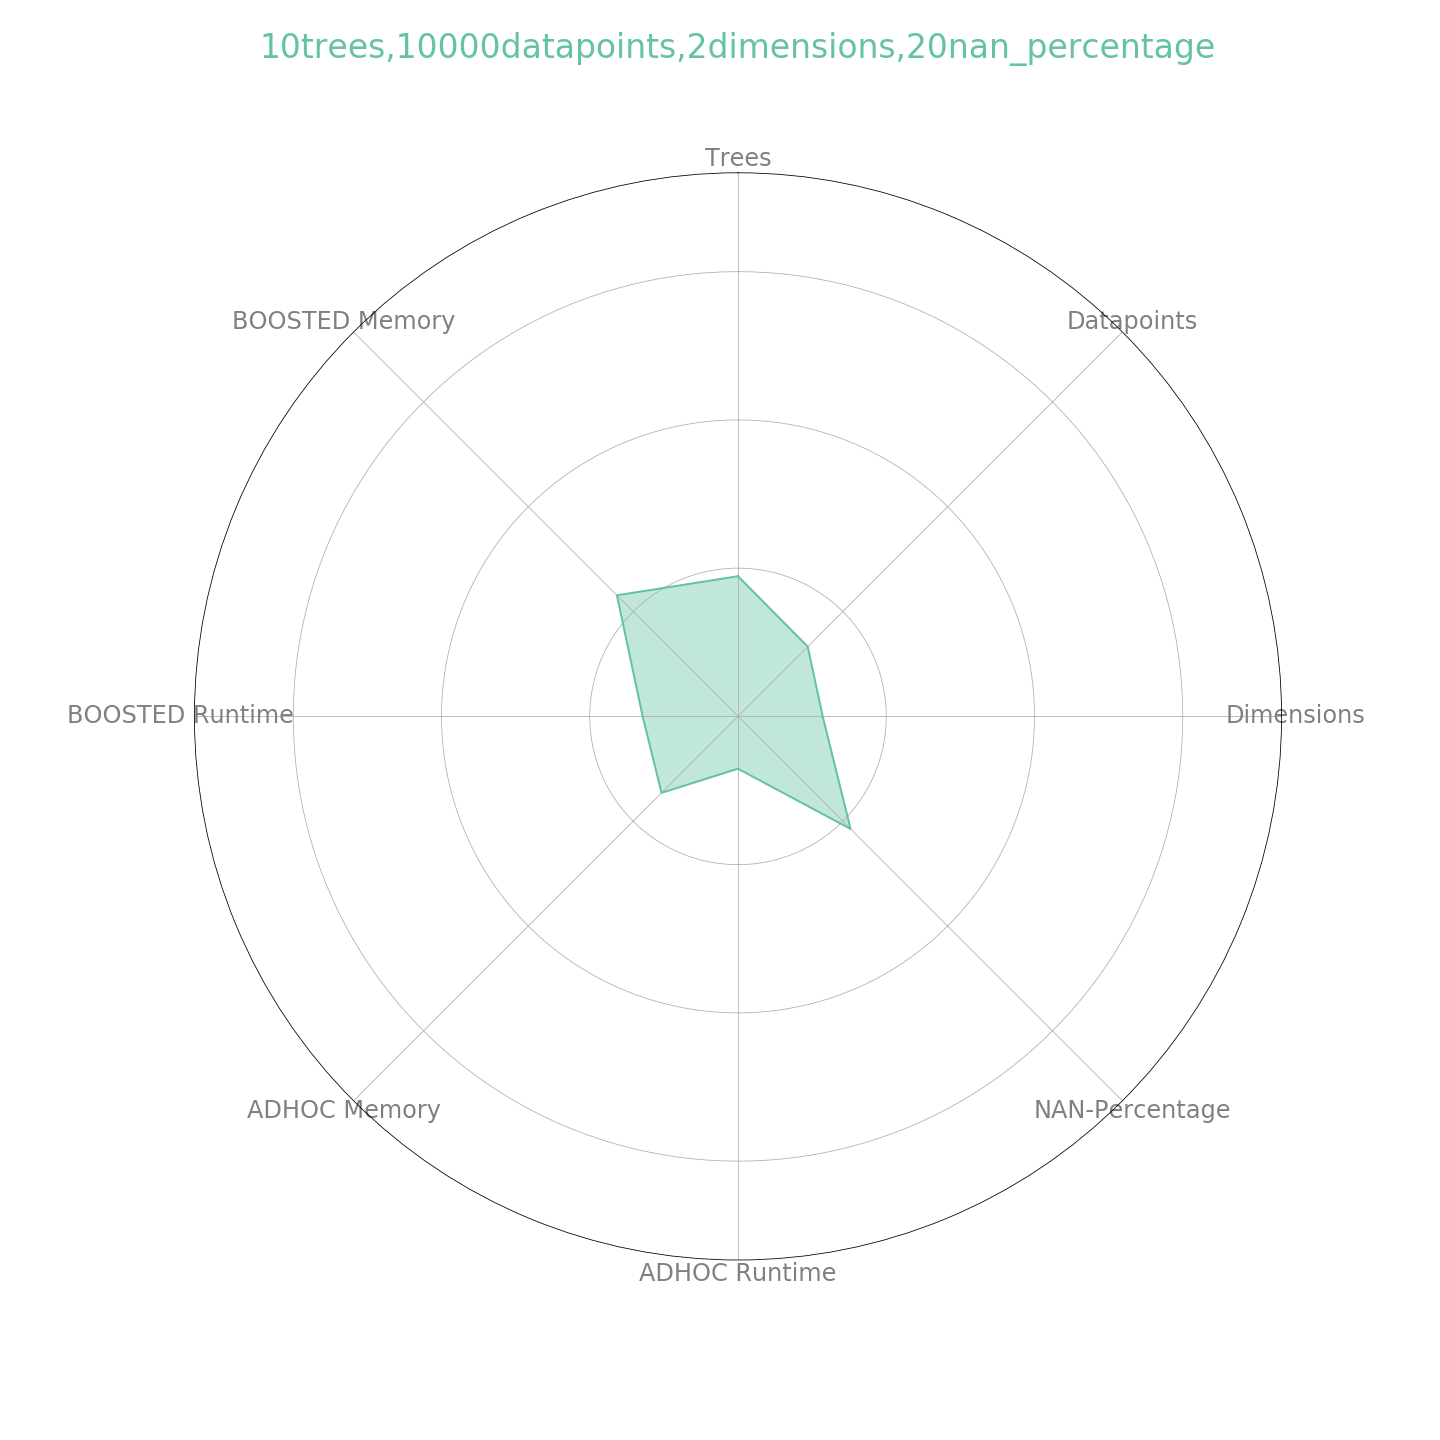 10trees,10000datapoints,2dimensions,20nan_percentage
Trees
BOOSTED Memory
Datapoints
BOOSTED Runtime
Dimensions
ADHOC Memory
NAN-Percentage
ADHOC Runtime